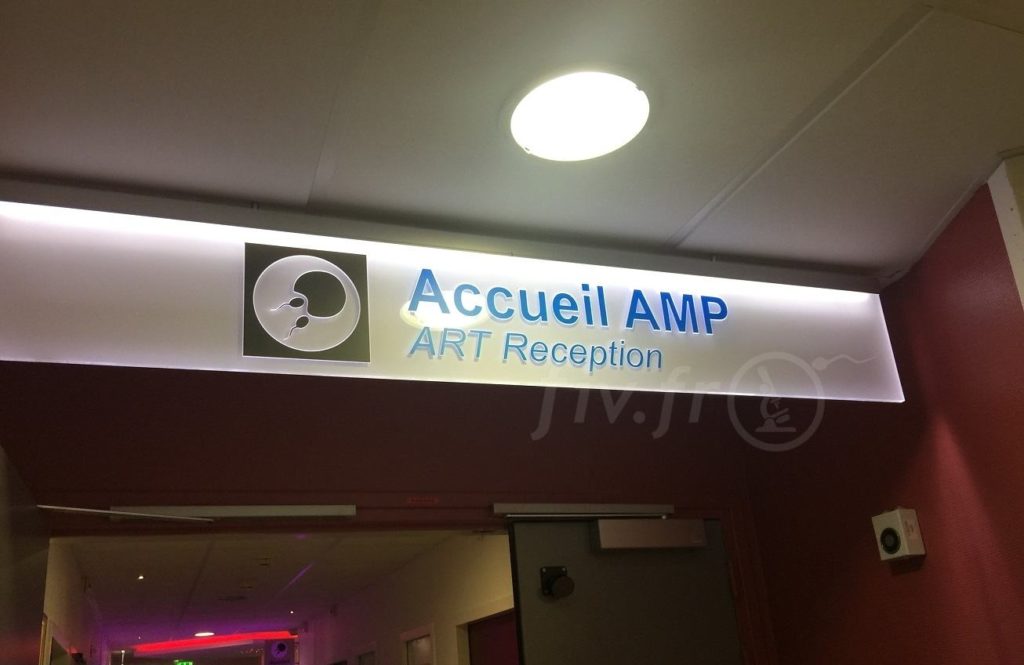 Accueil AMP
ART Reception
fiv.fr